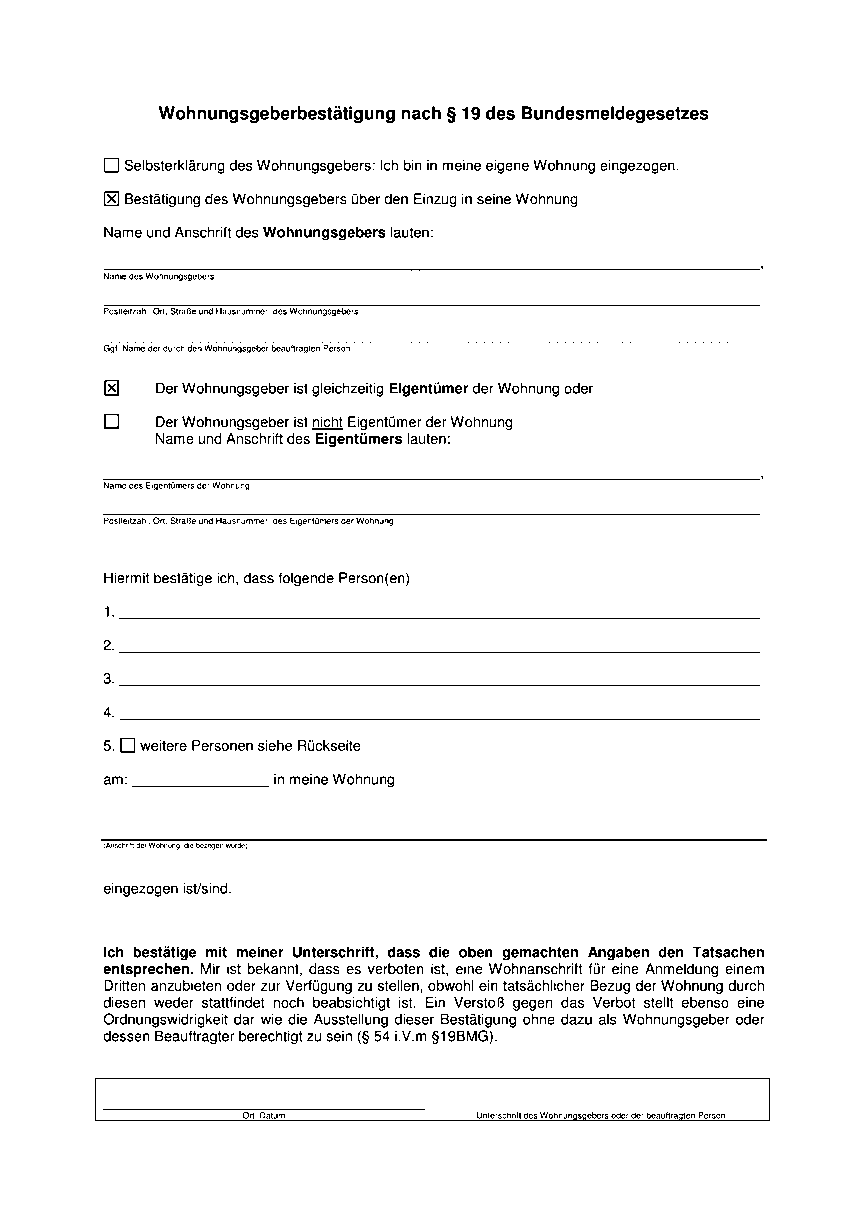 Wohnungsgeberbestätigung nach § 19 des Bundesmeldegesetzes
☐ Selbsterklärung des Wohnungsgebers: Ich bin in meine eigene Wohnung eingezogen.
☒ Bestätigung des Wohnungsgebers über den Einzug in seine Wohnung
Name und Anschrift des Wohnungsgebers lauten:
,
Name des Wohnungsgebers
Postleitzahl, Ort, Straße und Hausnummer des Wohnungsgebers
Ggf. Name der durch den Wohnungsgeber beauftragten Person
☒ Der Wohnungsgeber ist gleichzeitig Eigentümer der Wohnung oder
☐ Der Wohnungsgeber ist nicht Eigentümer der Wohnung
Name und Anschrift des Eigentümers lauten:
,
Name des Eigentümers der Wohnung
Postleitzahl, Ort, Straße und Hausnummer des Eigentümers der Wohnung
Hiermit bestätige ich, dass folgende Person(en)
1.
2.
3.
4.
5. ☐ weitere Personen siehe Rückseite
am: in meine Wohnung
(Anschrift der Wohnung, die bezogen wurde)
eingezogen ist/sind.
Ich bestätige mit meiner Unterschrift, dass die oben gemachten Angaben den Tatsachen
entsprechen. Mir ist bekannt, dass es verboten ist, eine Wohnanschrift für eine Anmeldung einem
Dritten anzubieten oder zur Verfügung zu stellen, obwohl ein tatsächlicher Bezug der Wohnung durch
diesen weder stattfindet noch beabsichtigt ist. Ein Verstoß gegen das Verbot stellt ebenso eine
Ordnungswidrigkeit dar wie die Ausstellung dieser Bestätigung ohne dazu als Wohnungsgeber oder
dessen Beauftragter berechtigt zu sein (§ 54 i.V.m §19BMG).
Ort, Datum Unterschrift des Wohnungsgebers oder der beauftragten Person